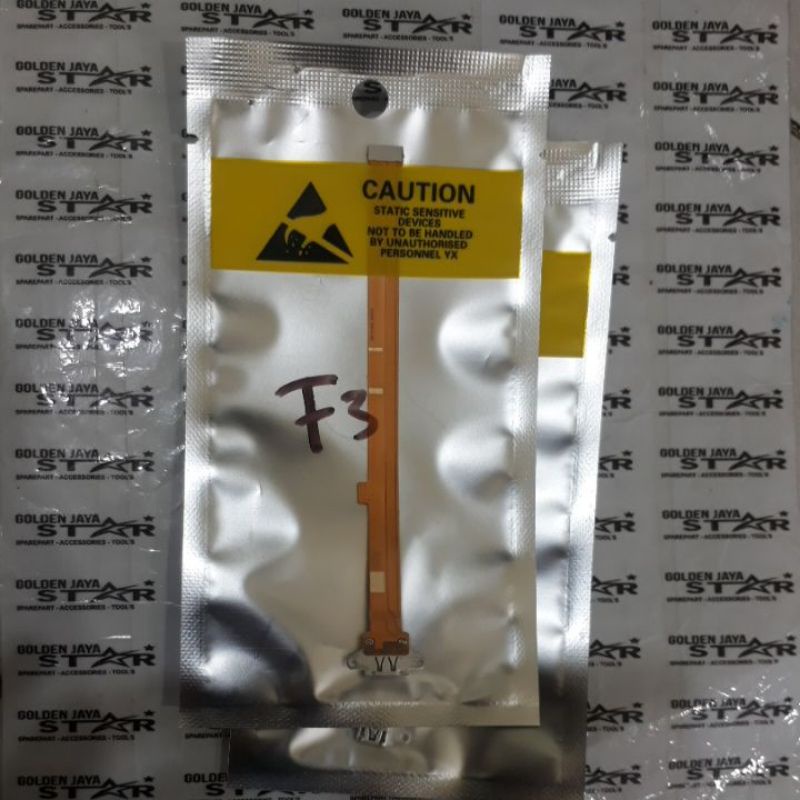 GOLDEN JAYA
STAR
SPAREPART - ACCESSORIES - TOOL'S
CAUTION
STATIC SENSITIVE
DEVICES
NOT TO BE HANDLED
BY UNAUTHORISED
PERSONNEL YX
F3